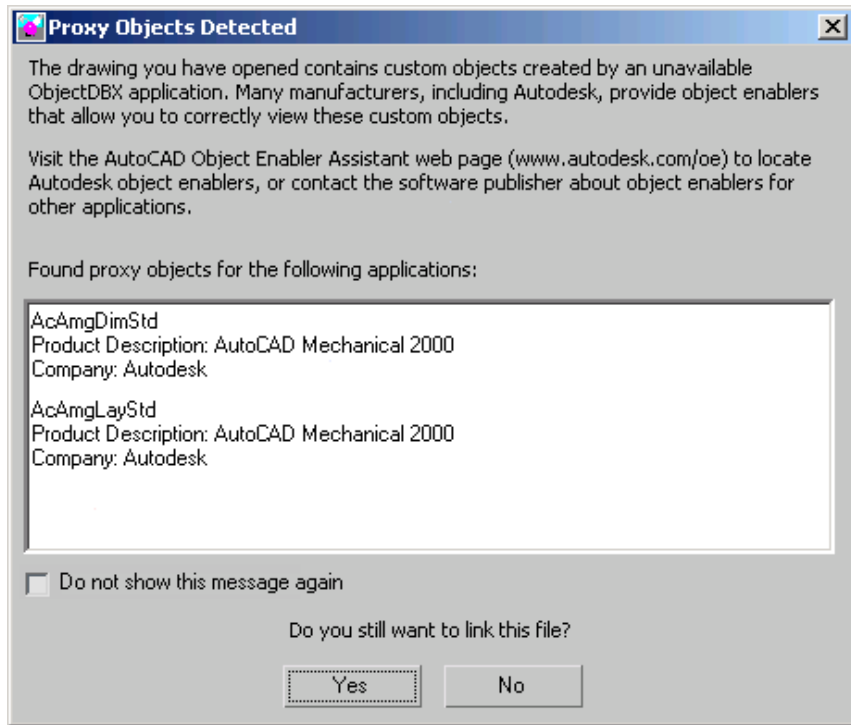 Proxy Objects Detected
The drawing you have opened contains custom objects created by an unavailable
ObjectDBX application. Many manufacturers, including Autodesk, provide object enablers
that allow you to correctly view these custom objects.
Visit the AutoCAD Object Enabler Assistant web page (www.autodesk.com/oe) to locate
Autodesk object enablers, or contact the software publisher about object enablers for
other applications.
Found proxy objects for the following applications:
AcAmgDimStd
Product Description: AutoCAD Mechanical 2000
Company: Autodesk
AcAmgLayStd
Product Description: AutoCAD Mechanical 2000
Company: Autodesk
Do not show this message again
Do you still want to link this file?
Yes No